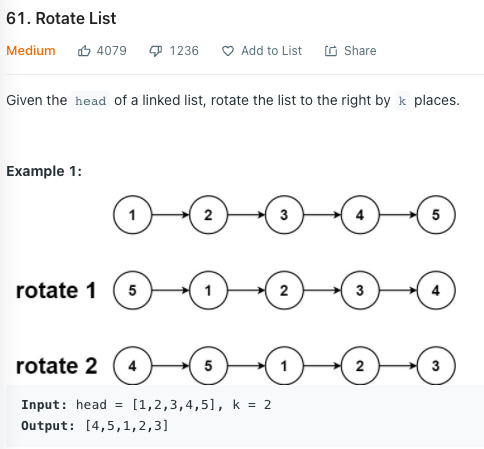 61. Rotate List
Medium 4079 1236 Add to List Share
Given the head of a linked list, rotate the list to the right by k places.
Example 1:
1 2 3 4 5
rotate 1 5 1 2 3 4
rotate 2 4 5 1 2 3
Input: head = [1,2,3,4,5], k = 2
Output: [4,5,1,2,3]